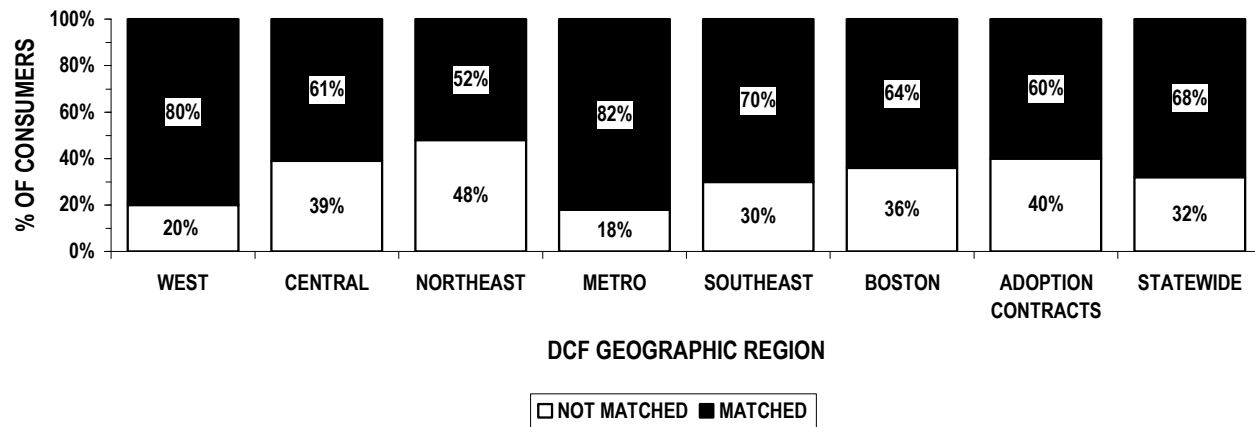 100%
80%
60%
40%
20%
0%
% OF CONSUMERS
80% 61% 52% 82% 70% 64% 60% 68%
20% 39% 48% 18% 30% 36% 40% 32%
WEST CENTRAL NORTHEAST METRO SOUTHEAST BOSTON ADOPTION CONTRACTS STATEWIDE
DCF GEOGRAPHIC REGION
NOT MATCHED MATCHED